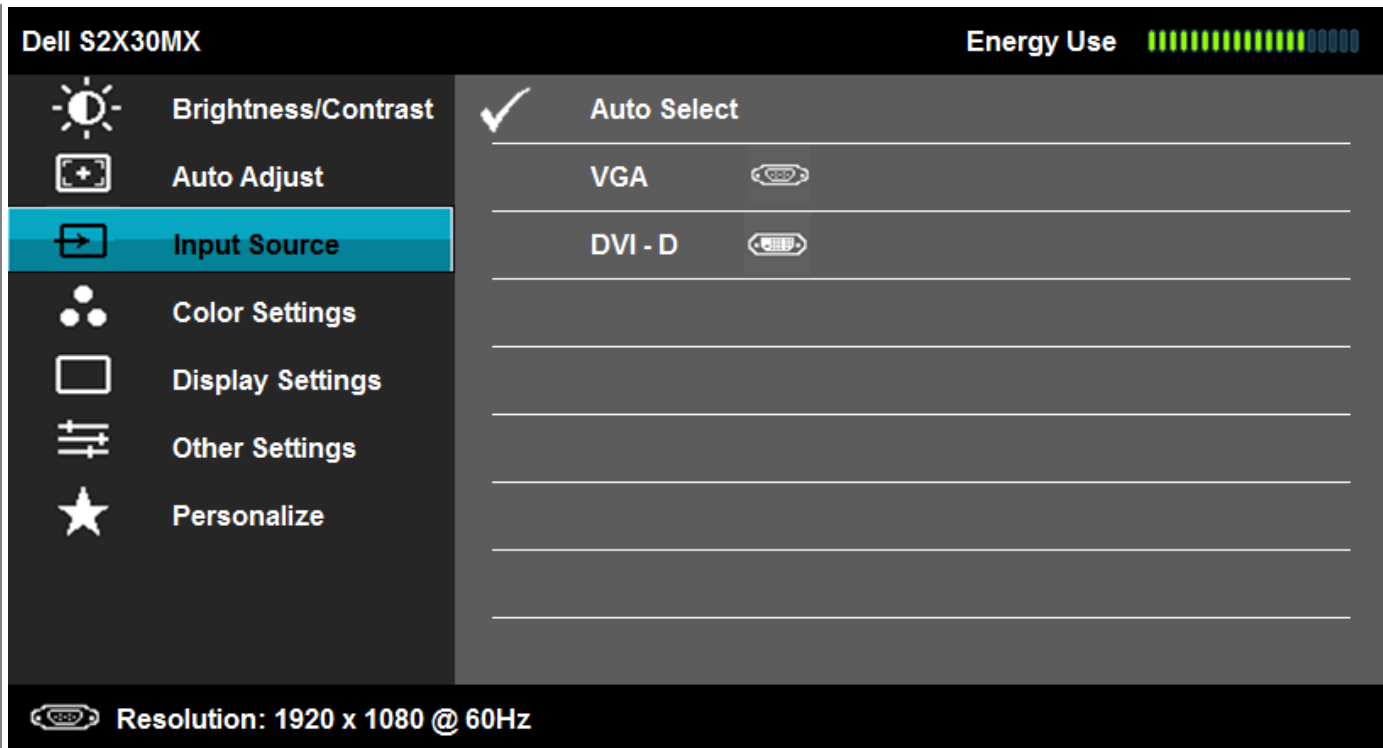 Dell S2X30MX Energy Use
Brightness/Contrast
Auto Select
Auto Adjust
VGA
Input Source
DVI - D
Color Settings
Display Settings
Other Settings
Personalize
Resolution: 1920 x 1080 @ 60Hz